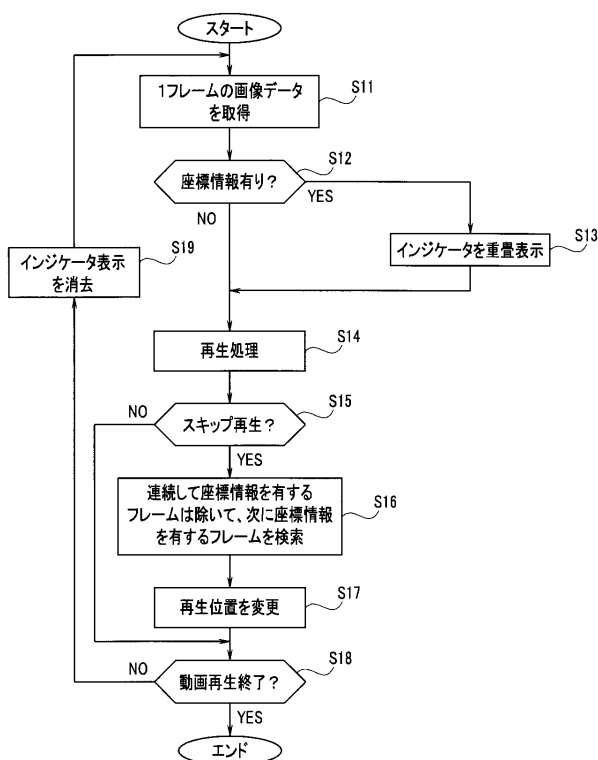 スタート
1フレームの画像データ
を取得
S11
座標情報有り?
S12
YES
NO
インジケータを重畳表示
S13
インジケータ表示
を消去
S19
再生処理
S14
スキップ再生?
S15
NO
YES
連続して座標情報を有する
フレームは除いて、次に座標情報
を有するフレームを検索
S16
再生位置を変更
S17
動画再生終了?
S18
NO
YES
エンド